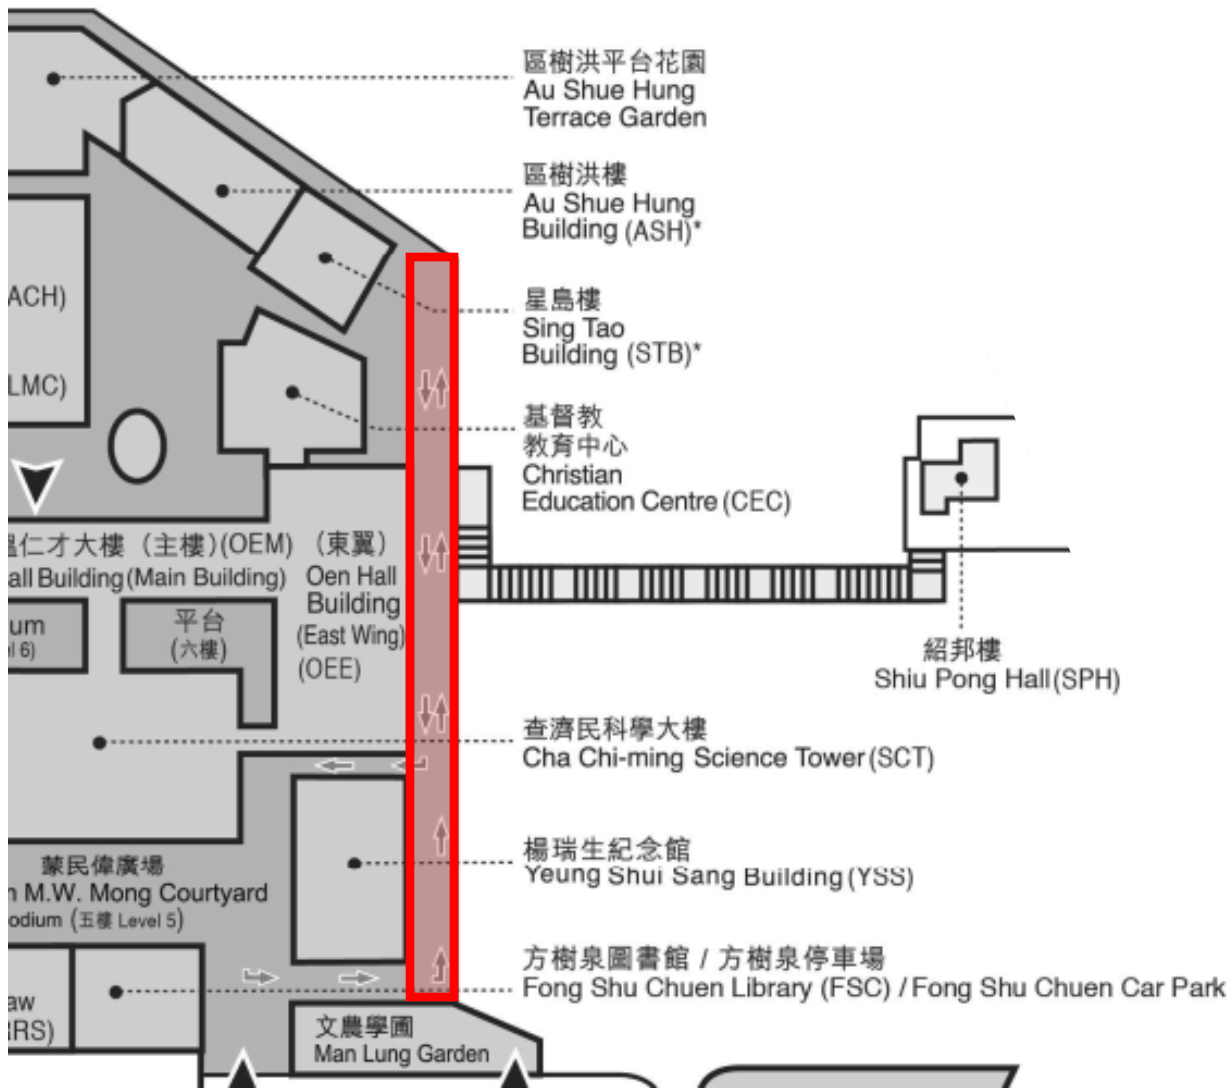 區樹洪平台花園
Au Shue Hung
Terrace Garden
區樹洪樓
Au Shue Hung
Building (ASH)*
ACH)
星島樓
Sing Tao
Building (STB)*
LMC)
基督教
教育中心
Christian
Education Centre (CEC)
溫仁才大樓 (主樓)(OEM)
all Building (Main Building)
(東翼)
Oen Hall
Building
(East Wing)
(OEE)
um
el 6)
平台
(六樓)
紹邦樓
Shiu Pong Hall (SPH)
查濟民科學大樓
Cha Chi-ming Science Tower (SCT)
楊瑞生紀念館
Yeung Shui Sang Building (YSS)
蒙民偉廣場
n M.W. Mong Courtyard
odium (五樓 Level 5)
方樹泉圖書館 / 方樹泉停車場
Fong Shu Chuen Library (FSC) / Fong Shu Chuen Car Park
aw
RRS)
文農學圃
Man Lung Garden